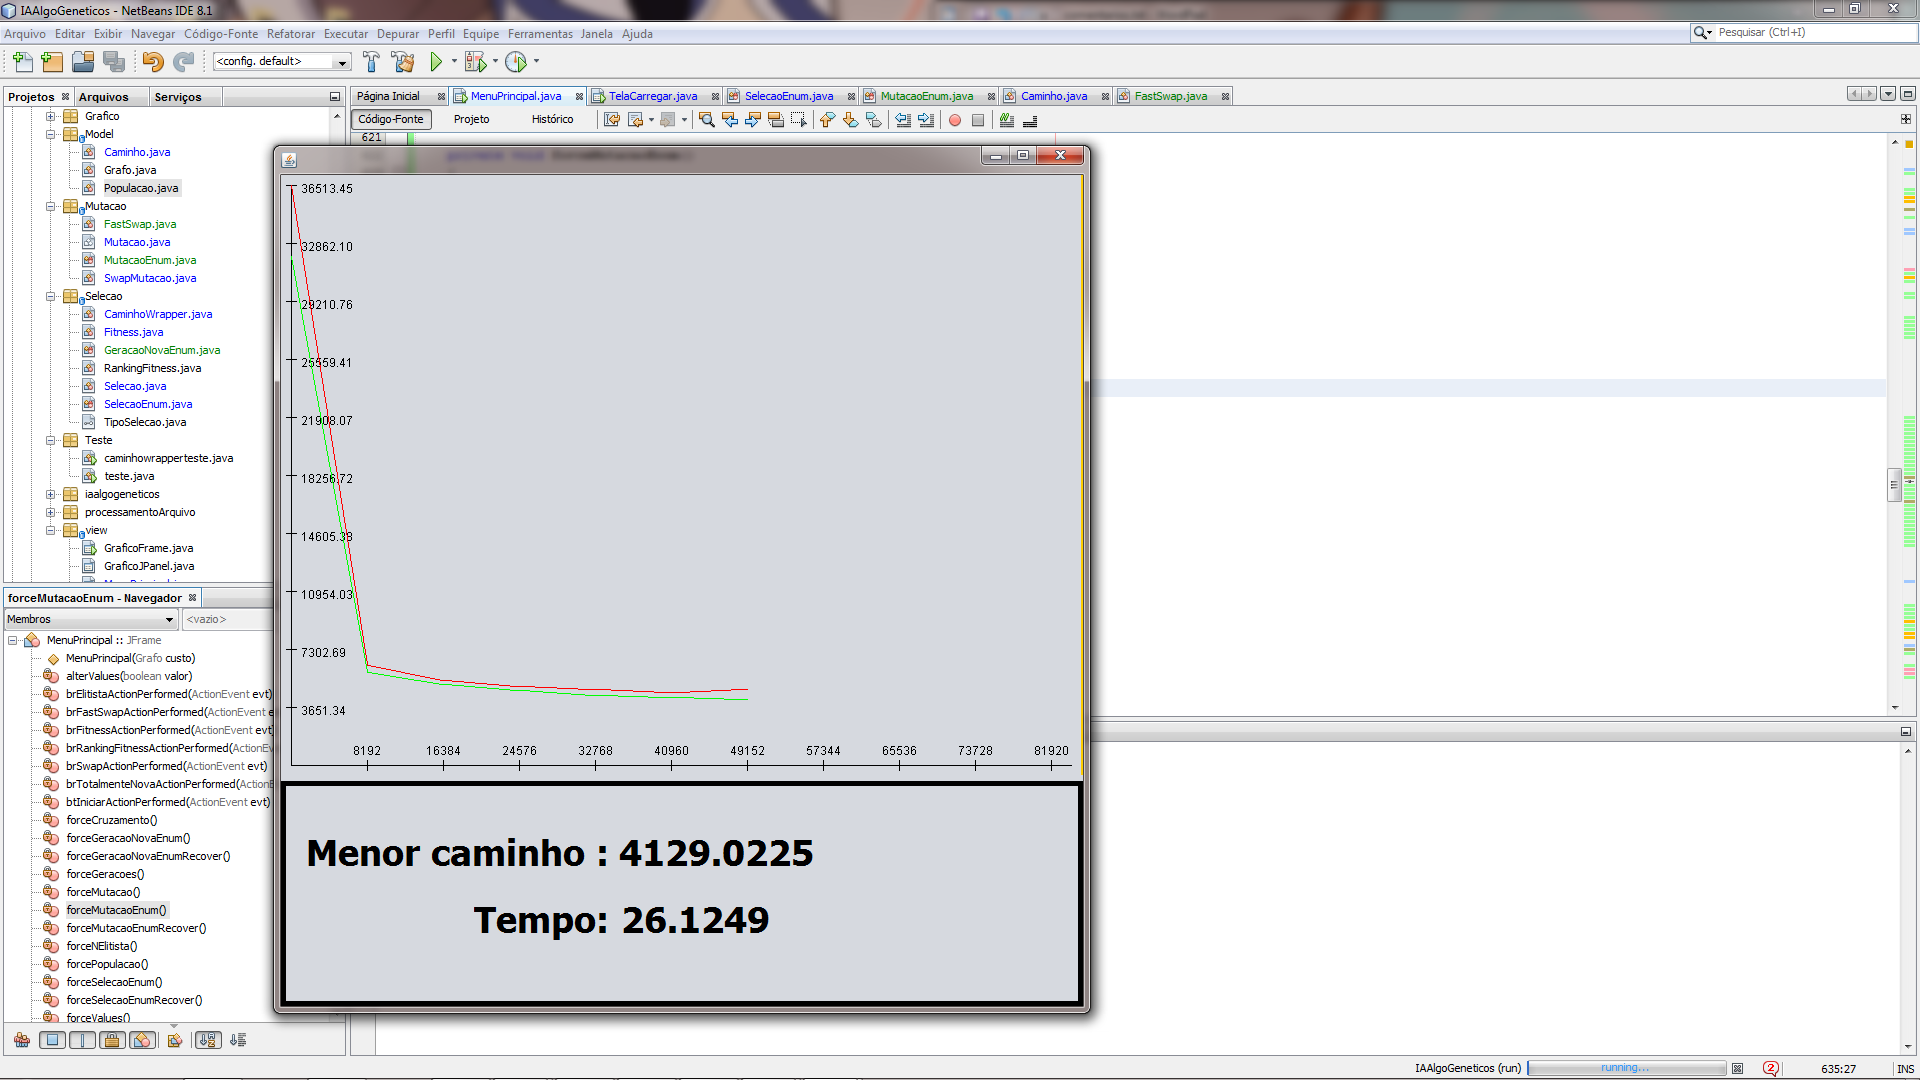 IAAlgoGeneticos - NetBeans IDE 8.1
Arquivo Editar Exibir Navegar Código-Fonte Refatorar Executar Depurar Perfil Equipe Ferramentas Janela Ajuda
Pesquisar (Ctrl+I)
<config. default>
Projetos Arquivos Serviços
Página Inicial MenuPrincipal.java TelaCarregar.java SelecaoEnum.java MutacaoEnum.java Caminho.java FastSwap.java
Código-Fonte Projeto Histórico
621
Grafico
Model
Caminho.java
Grafo.java
Populacao.java
Mutacao
FastSwap.java
Mutacao.java
MutacaoEnum.java
SwapMutacao.java
Selecao
CaminhoWrapper.java
Fitness.java
GeracaoNovaEnum.java
RankingFitness.java
Selecao.java
SelecaoEnum.java
TipoSelecao.java
Teste
caminhowrapperteste.java
teste.java
iaalgogeneticos
processamentoArquivo
view
GraficoFrame.java
GraficoJPanel.java
forceMutacaoEnum - Navegador
Membros <vazio>
MenuPrincipal :: JFrame
MenuPrincipal(Grafo custo)
alterValues(boolean valor)
brElitistaActionPerformed(ActionEvent evt)
brFastSwapActionPerformed(ActionEvent e
brFitnessActionPerformed(ActionEvent evt)
brRankingFitnessActionPerformed(ActionEv
brSwapActionPerformed(ActionEvent evt)
brTotalmenteNovaActionPerformed(ActionE
btIniciarActionPerformed(ActionEvent evt)
forceCruzamento()
forceGeracaoNovaEnum()
forceGeracaoNovaEnumRecover()
forceGeracoes()
forceMutacao()
forceMutacaoEnum()
forceMutacaoEnumRecover()
forceNElitista()
forcePopulacao()
forceSelecaoEnum()
forceSelecaoEnumRecover()
forceValues()
36513.45
32862.10
29210.76
25559.41
21908.07
18256.72
14605.38
10954.03
7302.69
3651.34
8192 16384 24576 32768 40960 49152 57344 65536 73728 81920
Menor caminho : 4129.0225
Tempo: 26.1249
IAAlgoGeneticos (run) running... 2 635:27 INS